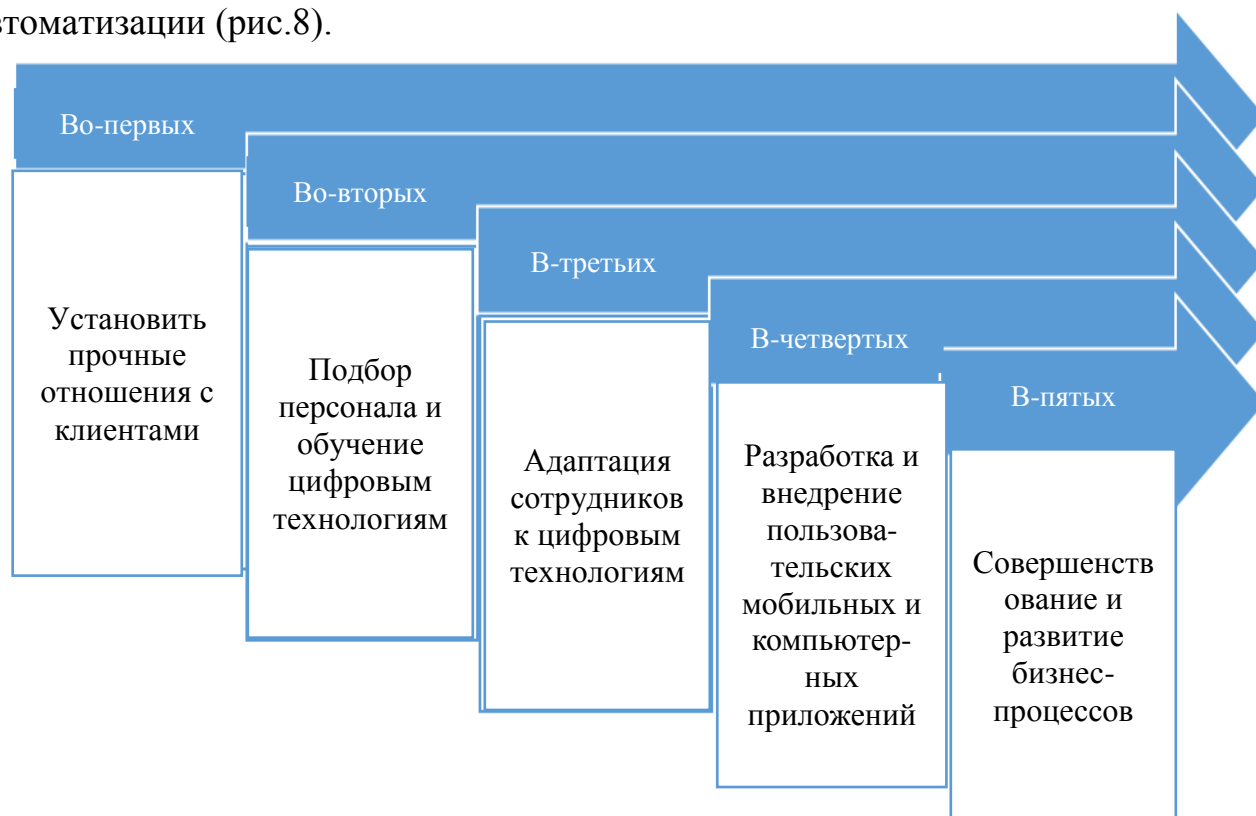 втоматизации (рис.8).
Во-первых
Установить
прочные
отношения с
клиентами
Во-вторых
Подбор
персонала и
обучение
цифровым
технологиям
В-третьих
Адаптация
сотрудников
к цифровым
технологиям
В-четвертых
Разработка и
внедрение
пользова-
тельских
мобильных и
компьютер-
ных
приложений
В-пятых
Совершенств
ование и
развитие
бизнес-
процессов